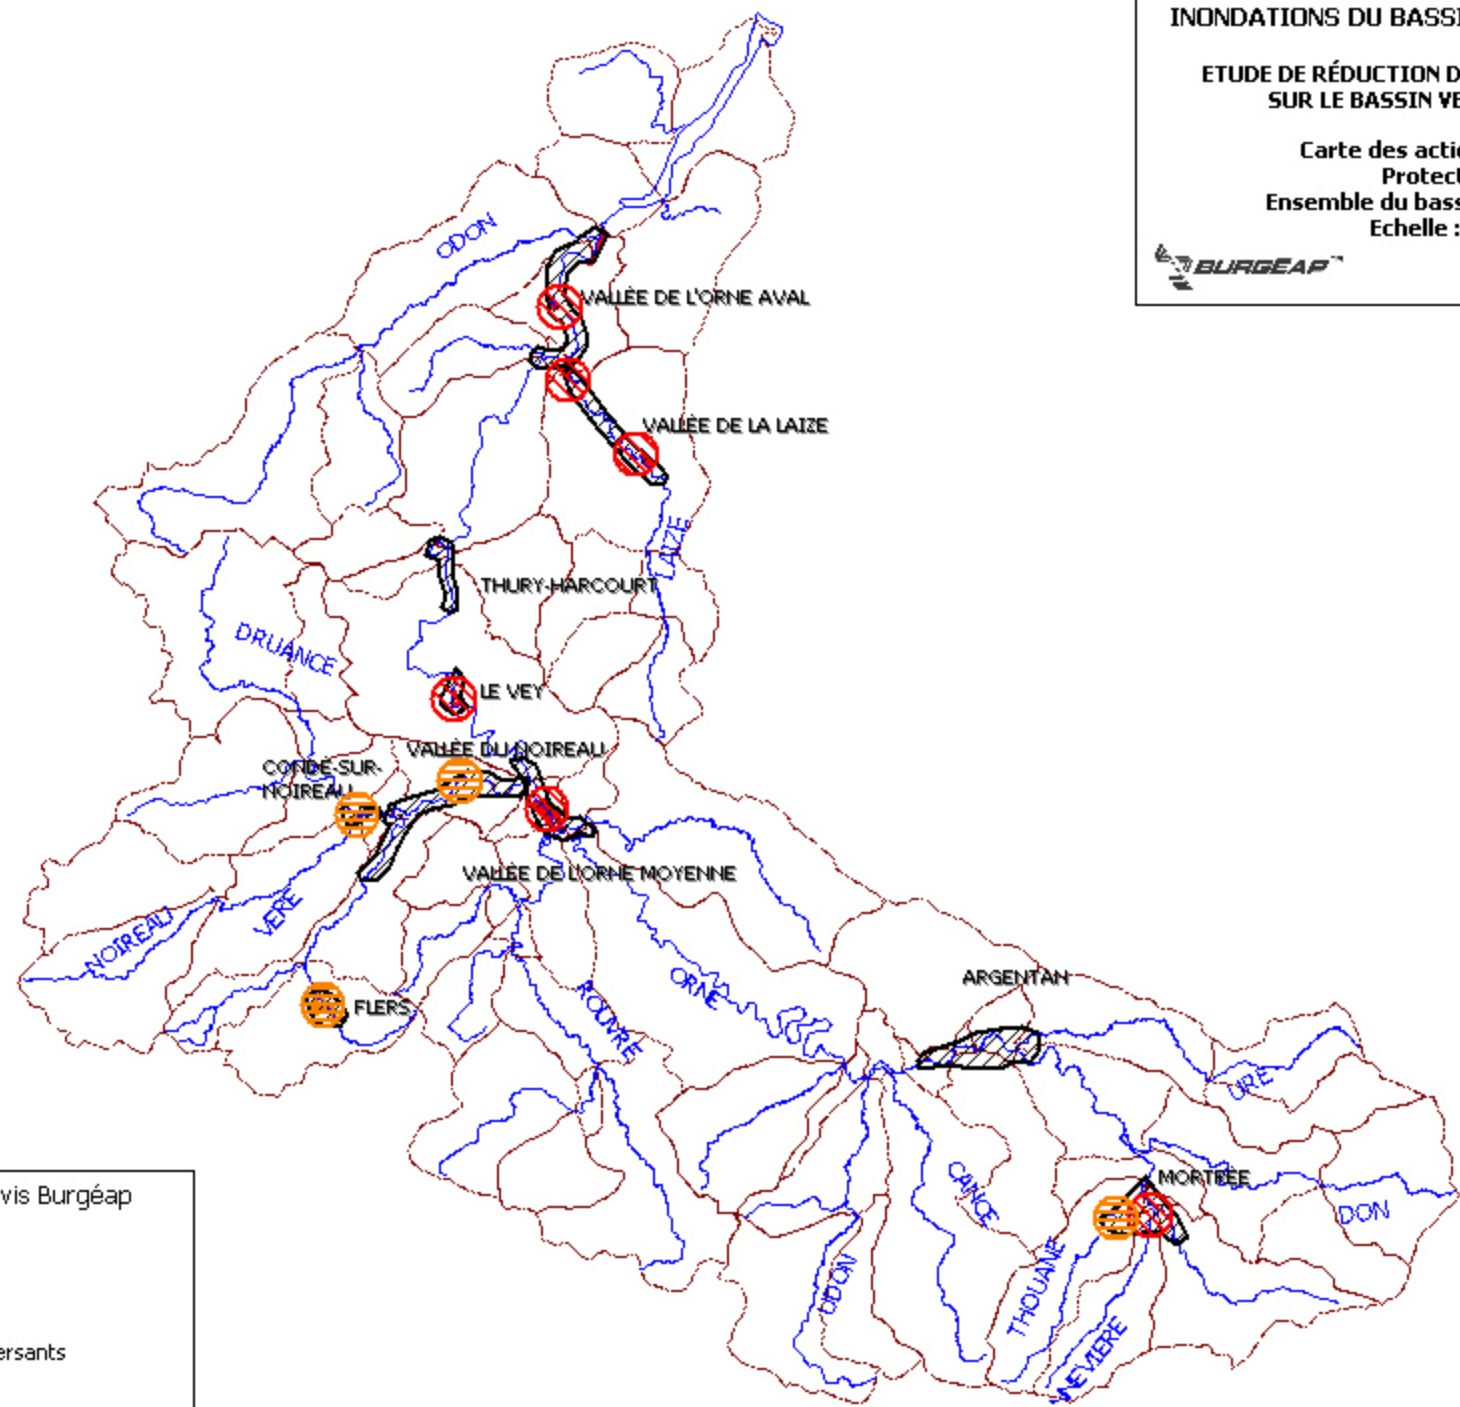 INONDATIONS DU BASSI
ETUDE DE RÉDUCTION D
SUR LE BASSIN VE
Carte des actio
Protect
Ensemble du bass
Echelle :
BURGÉAP™
ODON
VALLÉE DE L'ORNE AVAL
VALLÉE DE LA LAIZE
LAIZE
THURY-HARCOURT
DRUANCE
LE VEY
VALLÉE DU NOIREAU
CONDÉ-SUR-
NOIREAU
VALLÉE DE L'ORNE MOYENNE
VERE
NOIREAU
ORNE
ROUVRE
ARGENTAN
FLERS
URE
MORTRÉE
CANCE
DON
THOUANE
UDON
NEVIERE
vis Burgéap
ersants